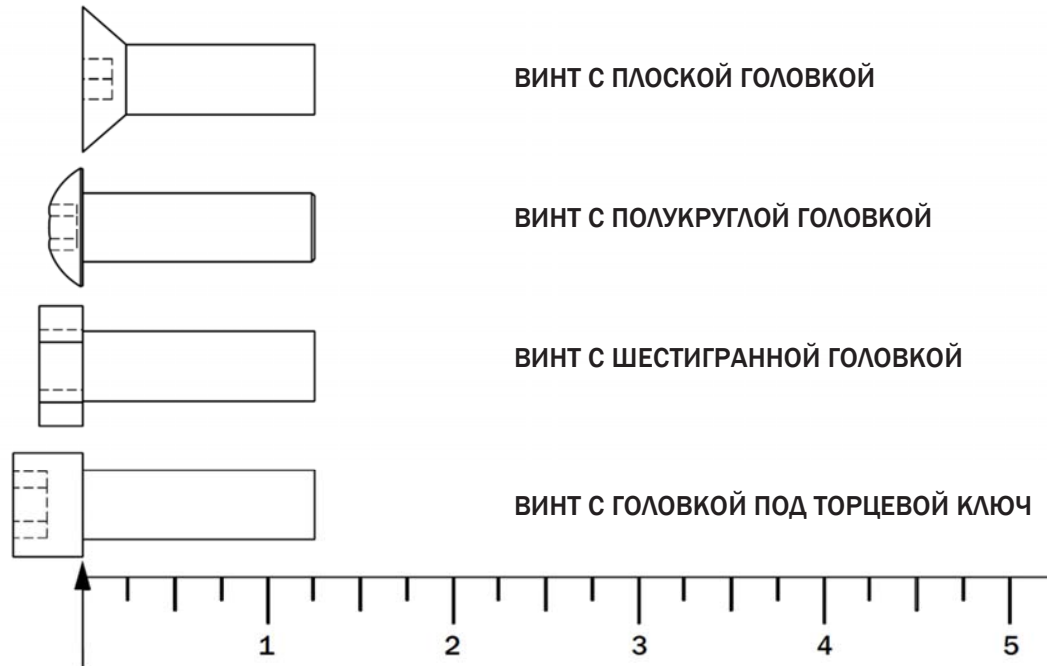 ВИНТ С ПЛОСКОЙ ГОЛОВКОЙ
ВИНТ С ПОЛУКРУГЛОЙ ГОЛОВКОЙ
ВИНТ С ШЕСТИГРАННОЙ ГОЛОВКОЙ
ВИНТ С ГОЛОВКОЙ ПОД ТОРЦЕВОЙ КЛЮЧ
1 2 3 4 5